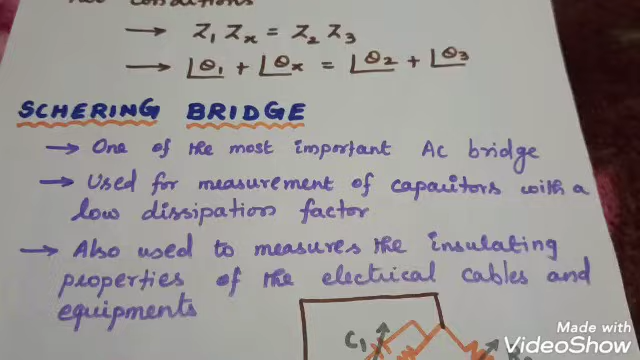 conditions
→ Z₁ Zₓ = Z₂ Z₃
→ ∠θ₁ + ∠θₓ = ∠θ₂ + ∠θ₃
SCHERING BRIDGE
→ One of the most important Ac bridge
→ Used for measurement of capacitors with a
low dissipation factor
→ Also used to measures the insulating
properties of the electrical cables and
equipments
C₁
Made with
VideoShow